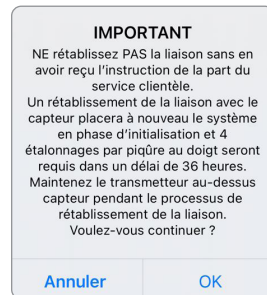 IMPORTANT
NE rétablissez PAS la liaison sans en
avoir reçu l'instruction de la part du
service clientèle.
Un rétablissement de la liaison avec le
capteur placera à nouveau le système
en phase d'initialisation et 4
étalonnages par piqûre au doigt seront
requis dans un délai de 36 heures.
Maintenez le transmetteur au-dessus
capteur pendant le processus de
rétablissement de la liaison.
Voulez-vous continuer ?
Annuler OK